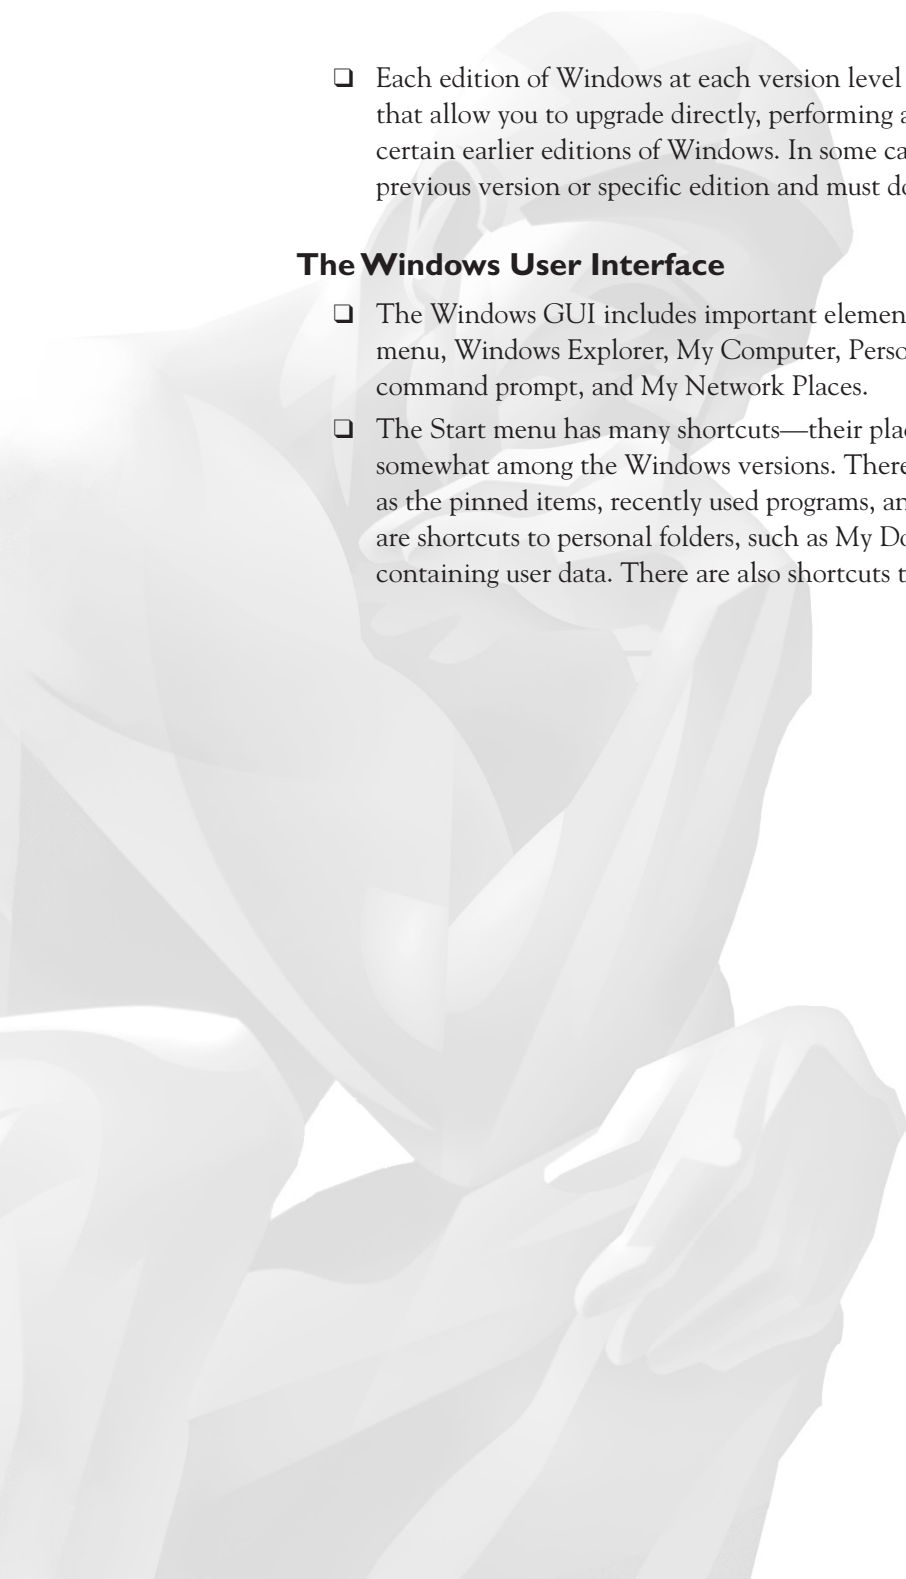 ❑ Each edition of Windows at each version level
that allow you to upgrade directly, performing a
certain earlier editions of Windows. In some ca
previous version or specific edition and must do
The Windows User Interface
❑ The Windows GUI includes important elemen
menu, Windows Explorer, My Computer, Perso
command prompt, and My Network Places.
❑ The Start menu has many shortcuts—their plac
somewhat among the Windows versions. There
as the pinned items, recently used programs, an
are shortcuts to personal folders, such as My Do
containing user data. There are also shortcuts t